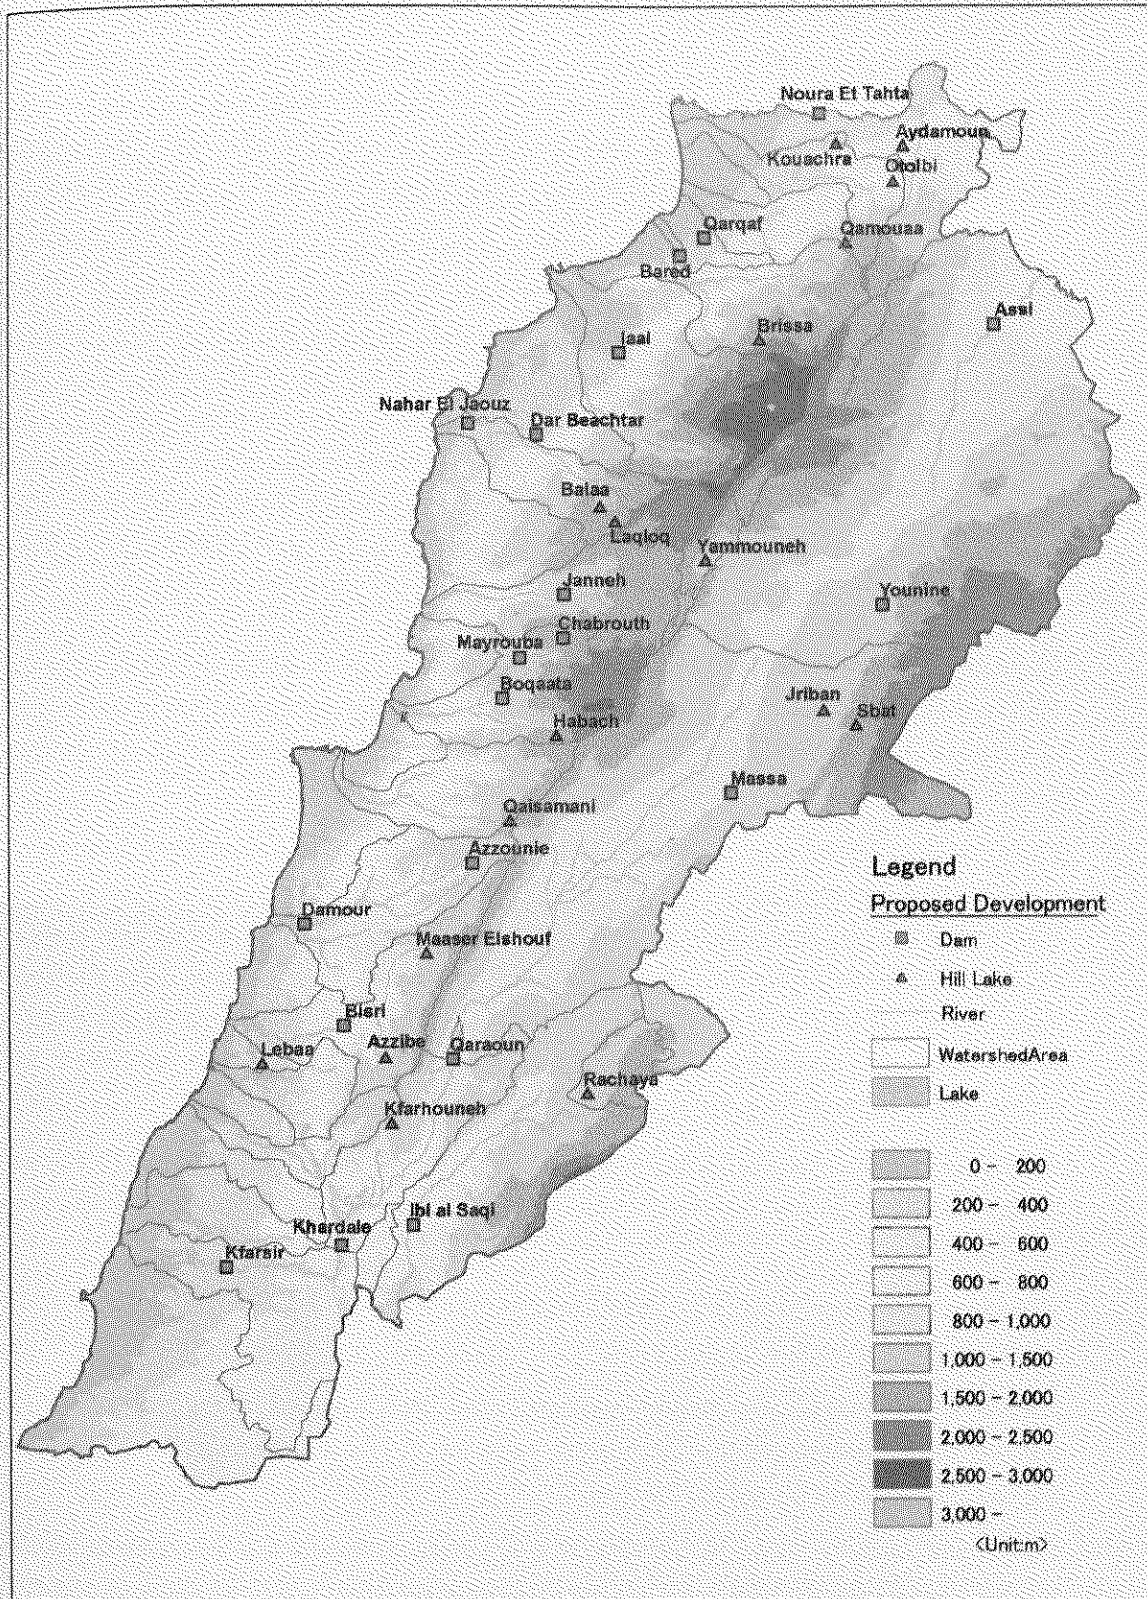 Noura Et Tahta
Aydamoun
Kouachra
Otolbi
Qarqaf
Qamouaa
Bared
Assi
Brissa
Iaal
Nahar El Jaouz
Dar Beachtar
Balaa
Laqloq
Yammouneh
Janneh
Younine
Chabrouth
Mayrouba
Boqaata
Jriban
Sbat
Habach
Massa
Qaisamani
Azzounie
Legend
Proposed Development
Damour
Dam
Maaser Elshouf
Hill Lake
River
Bisri
Lebaa
Azzibe
Qaraoun
WatershedArea
Rachaya
Lake
Kfarhouneh
0 - 200
Ibl al Saqi
200 - 400
Khardale
400 - 600
Kfarsir
600 - 800
800 - 1,000
1,000 - 1,500
1,500 - 2,000
2,000 - 2,500
2,500 - 3,000
3,000 -
<Unit:m>